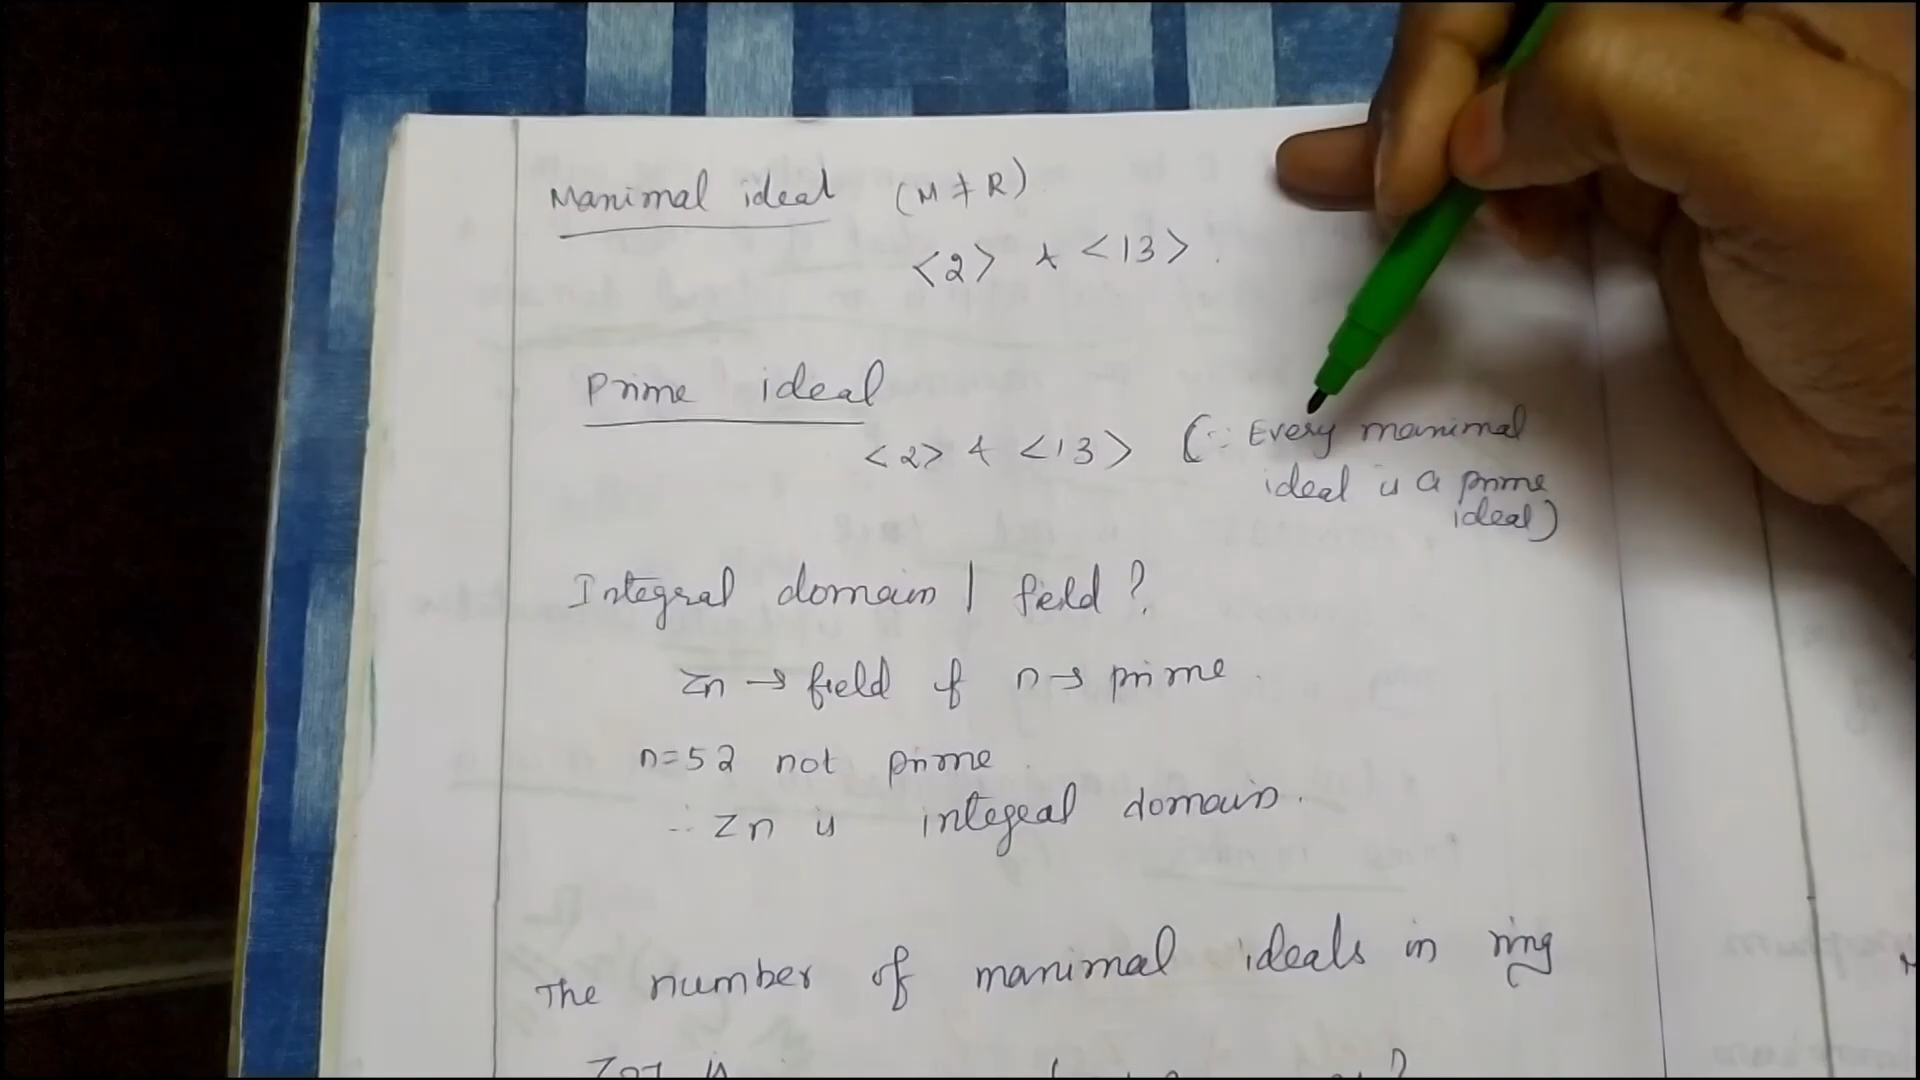 Maximal ideal (M ≠ R)
<2> & <13>.
Prime ideal
<2> & <13> (∵ Every maximal
ideal is a prime
ideal)
Integral domain / field?
Zn → field if n → prime.
n=52 not prime.
∴ Zn is integral domain.
The number of maximal ideals in ring